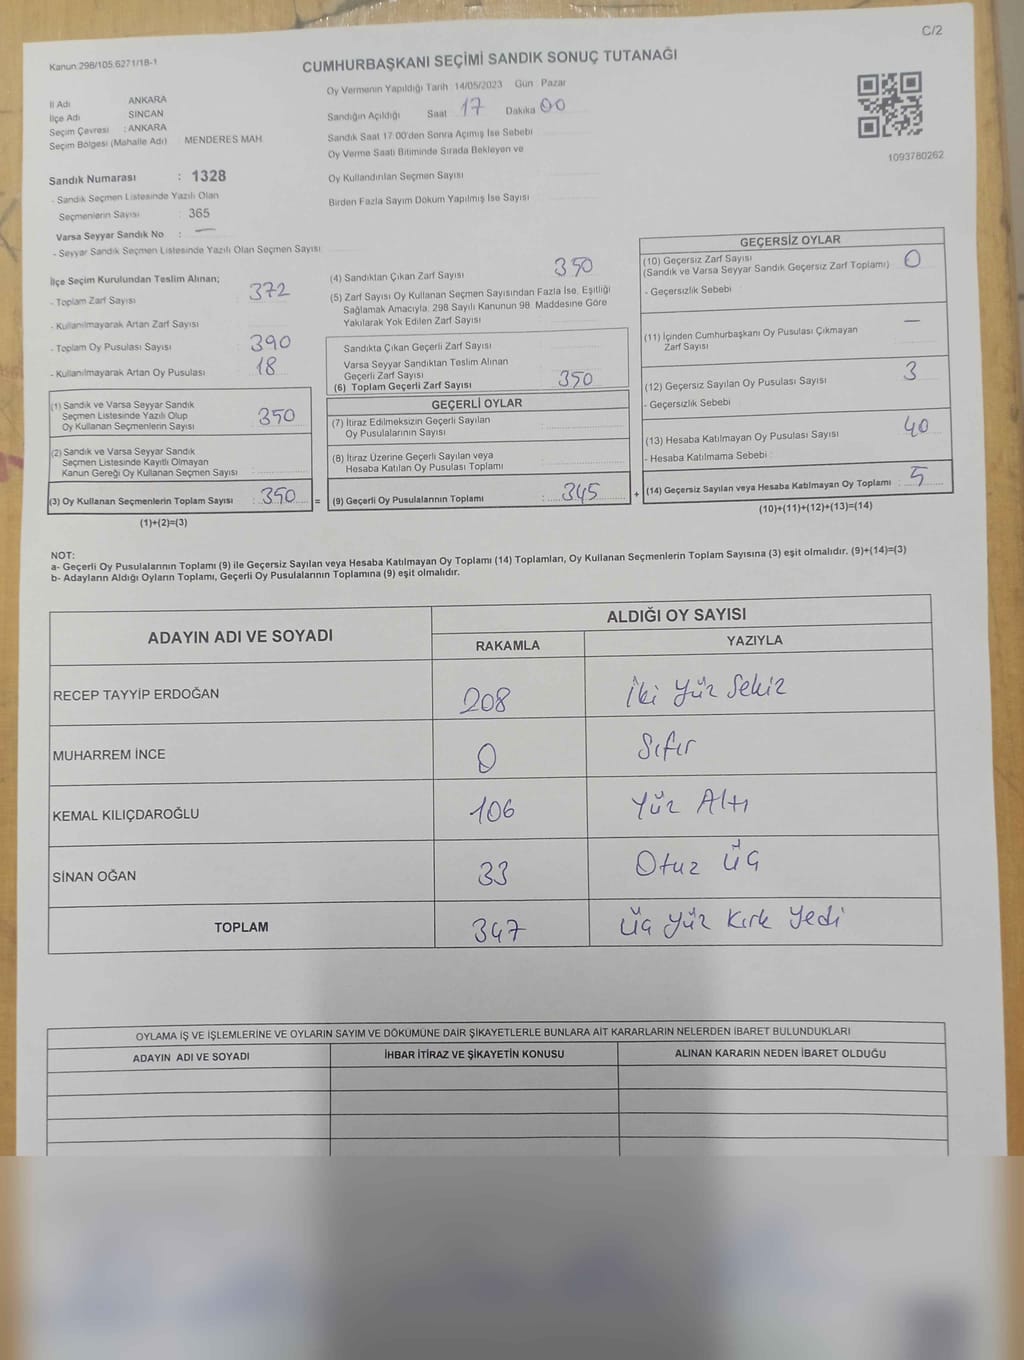 C/2
Kanun 298/105.6271/18-1
CUMHURBAŞKANI SEÇİMİ SANDIK SONUÇ TUTANAĞI
İl Adı ANKARA
İlçe Adı SİNCAN
Seçim Çevresi : ANKARA
Seçim Bölgesi (Mahalle Adı) MENDERES MAH.
Sandık Numarası : 1328
- Sandık Seçmen Listesinde Yazılı Olan
Seçmenlerin Sayısı : 365
Varsa Seyyar Sandık No : —
- Seyyar Sandık Seçmen Listesinde Yazılı Olan Seçmen Sayısı
Oy Vermenin Yapıldığı Tarih 14/05/2023 Gün Pazar
Sandığın Açıldığı Saat 17 Dakika 00
Sandık Saat 17:00'den Sonra Açımış İse Sebebi
Oy Verme Saati Bitiminde Sırada Bekleyen ve
Oy Kullandırılan Seçmen Sayısı
Birden Fazla Sayım Döküm Yapılmış İse Sayısı
1093780262
İlçe Seçim Kurulundan Teslim Alınan;
- Toplam Zarf Sayısı 372
- Kullanılmayarak Artan Zarf Sayısı
- Toplam Oy Pusulası Sayısı 390
- Kullanılmayarak Artan Oy Pusulası 18
(1) Sandık ve Varsa Seyyar Sandık
Seçmen Listesinde Yazılı Olup
Oy Kullanan Seçmenlerin Sayısı 350
(2) Sandık ve Varsa Seyyar Sandık
Seçmen Listesinde Kayıtlı Olmayan
Kanun Gereği Oy Kullanan Seçmen Sayısı
(3) Oy Kullanan Seçmenlerin Toplam Sayısı : 350 =
(1)+(2)=(3)
(4) Sandıktan Çıkan Zarf Sayısı 350
(5) Zarf Sayısı Oy Kullanan Seçmen Sayısından Fazla İse, Eşitliği
Sağlamak Amacıyla, 298 Sayılı Kanunun 98. Maddesine Göre
Yakılarak Yok Edilen Zarf Sayısı
Sandıkta Çıkan Geçerli Zarf Sayısı
Varsa Seyyar Sandıktan Teslim Alınan
Geçerli Zarf Sayısı
(6) Toplam Geçerli Zarf Sayısı 350
GEÇERLİ OYLAR
(7) İtiraz Edilmeksizin Geçerli Sayılan
Oy Pusulalarının Sayısı
(8) İtiraz Üzerine Geçerli Sayılan veya
Hesaba Katılan Oy Pusulası Toplamı
(9) Geçerli Oy Pusulalarının Toplamı : 345 +
GEÇERSİZ OYLAR
(10) Geçersiz Zarf Sayısı
(Sandık ve Varsa Seyyar Sandık Geçersiz Zarf Toplamı) 0
- Geçersizlik Sebebi
(11) İçinden Cumhurbaşkanı Oy Pusulası Çıkmayan
Zarf Sayısı —
(12) Geçersiz Sayılan Oy Pusulası Sayısı 3
- Geçersizlik Sebebi
(13) Hesaba Katılmayan Oy Pusulası Sayısı 40
- Hesaba Katılmama Sebebi
(14) Geçersiz Sayılan veya Hesaba Katılmayan Oy Toplamı : 5
(10)+(11)+(12)+(13)=(14)
NOT:
a- Geçerli Oy Pusulalarının Toplamı (9) ile Geçersiz Sayılan veya Hesaba Katılmayan Oy Toplamı (14) Toplamları, Oy Kullanan Seçmenlerin Toplam Sayısına (3) eşit olmalıdır. (9)+(14)=(3)
b- Adayların Aldığı Oyların Toplamı, Geçerli Oy Pusulalarının Toplamına (9) eşit olmalıdır.
ADAYIN ADI VE SOYADI ALDIĞI OY SAYISI
RAKAMLA YAZIYLA
RECEP TAYYİP ERDOĞAN 208 İki Yüz Sekiz
MUHARREM İNCE 0 Sıfır
KEMAL KILIÇDAROĞLU 106 Yüz Altı
SİNAN OĞAN 33 Otuz Üç
TOPLAM 347 Üç Yüz Kırk Yedi
OYLAMA İŞ VE İŞLEMLERİNE VE OYLARIN SAYIM VE DÖKÜMÜNE DAİR ŞİKAYETLERLE BUNLARA AİT KARARLARIN NELERDEN İBARET BULUNDUKLARI
ADAYIN ADI VE SOYADI İHBAR İTİRAZ VE ŞİKAYETİN KONUSU ALINAN KARARIN NEDEN İBARET OLDUĞU